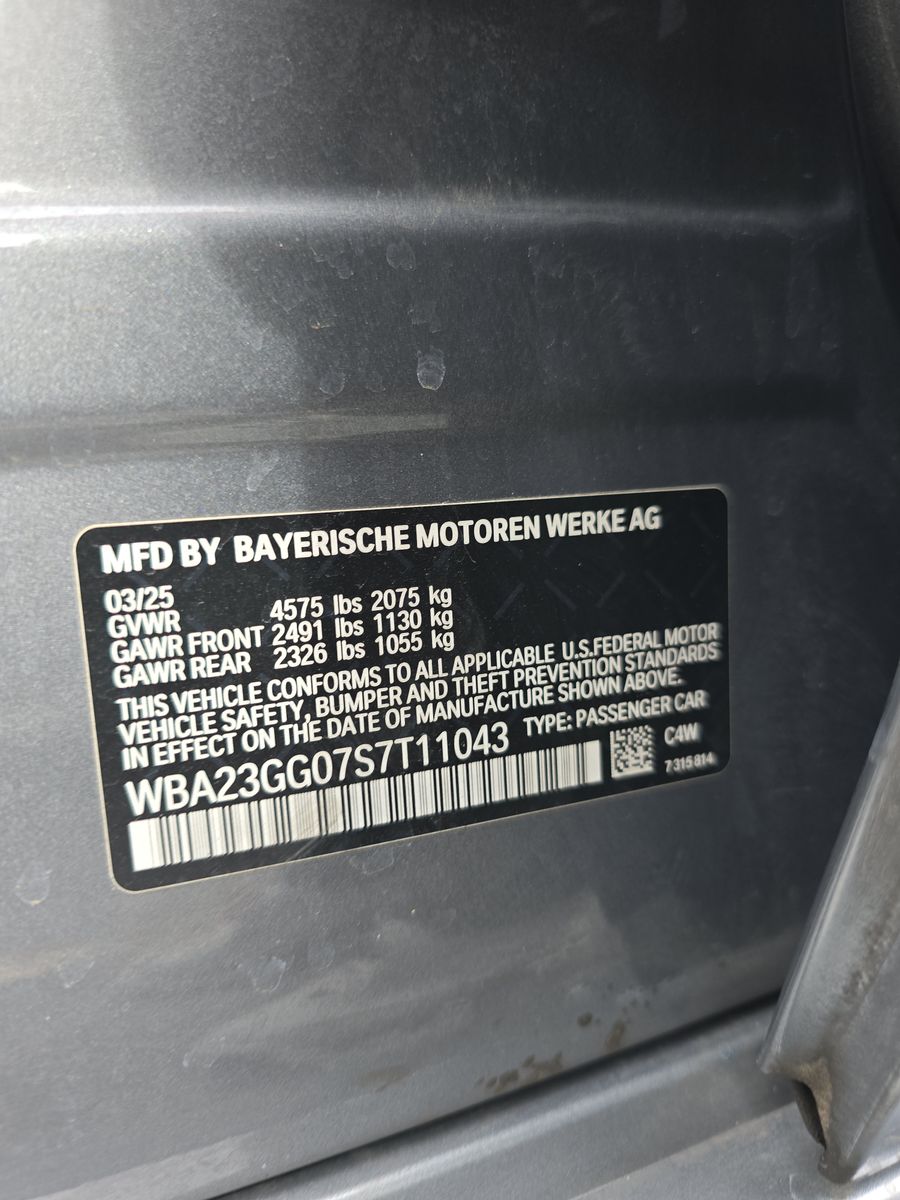 MFD BY BAYERISCHE MOTOREN WERKE AG
03/25
GVWR 4575 lbs 2075 kg
GAWR FRONT 2491 lbs 1130 kg
GAWR REAR 2326 lbs 1055 kg
THIS VEHICLE CONFORMS TO ALL APPLICABLE U.S.FEDERAL MOTOR
VEHICLE SAFETY, BUMPER AND THEFT PREVENTION STANDARDS
IN EFFECT ON THE DATE OF MANUFACTURE SHOWN ABOVE.
WBA23GG07S7T11043 TYPE: PASSENGER CAR
C4W
7 315 814